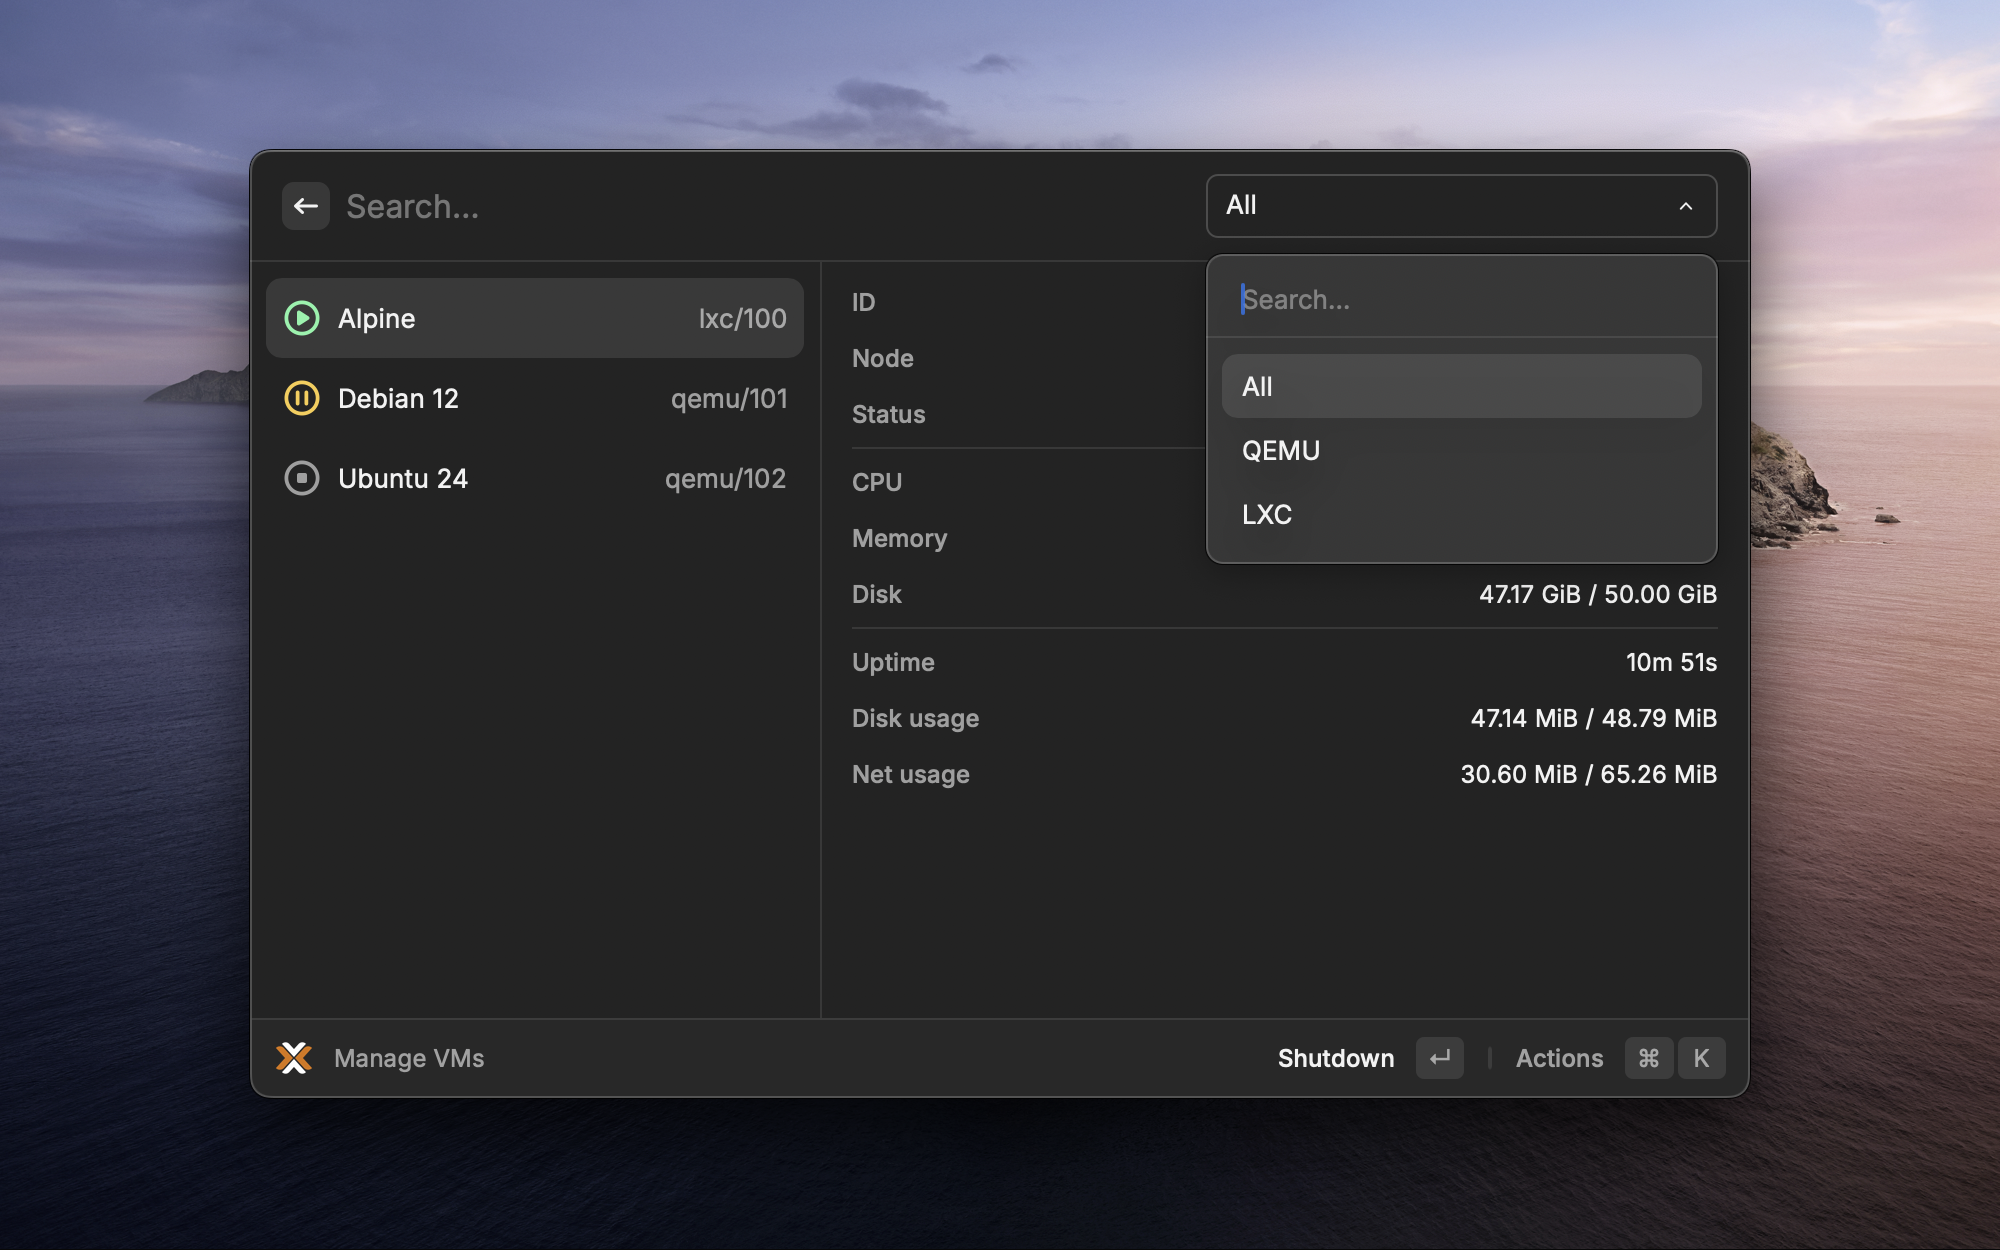 Search...
All
Alpine lxc/100
Debian 12 qemu/101
Ubuntu 24 qemu/102
ID
Node
Status
CPU
Memory
Disk 47.17 GiB / 50.00 GiB
Uptime 10m 51s
Disk usage 47.14 MiB / 48.79 MiB
Net usage 30.60 MiB / 65.26 MiB
Search...
All
QEMU
LXC
Manage VMs
Shutdown ↵ Actions ⌘ K